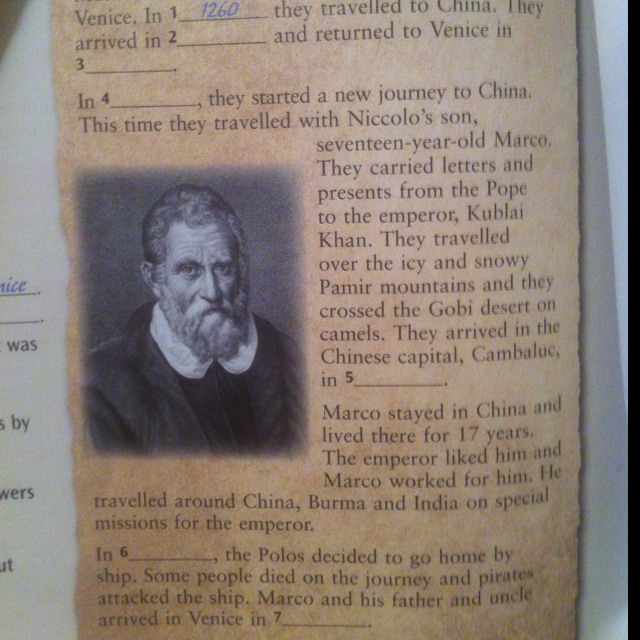 Venice. In 1 1260 they travelled to China. They
arrived in 2________ and returned to Venice in
3________.
In 4________, they started a new journey to China.
This time they travelled with Niccolo's son,
seventeen-year-old Marco.
They carried letters and
presents from the Pope
to the emperor, Kublai
Khan. They travelled
over the icy and snowy
Pamir mountains and they
crossed the Gobi desert on
camels. They arrived in the
Chinese capital, Cambaluc,
in 5________.
Marco stayed in China and
lived there for 17 years.
The emperor liked him and
Marco worked for him. He
travelled around China, Burma and India on special
missions for the emperor.
In 6________, the Polos decided to go home by
ship. Some people died on the journey and pirates
attacked the ship. Marco and his father and uncle
arrived in Venice in 7________.
was
s by
wers
ut